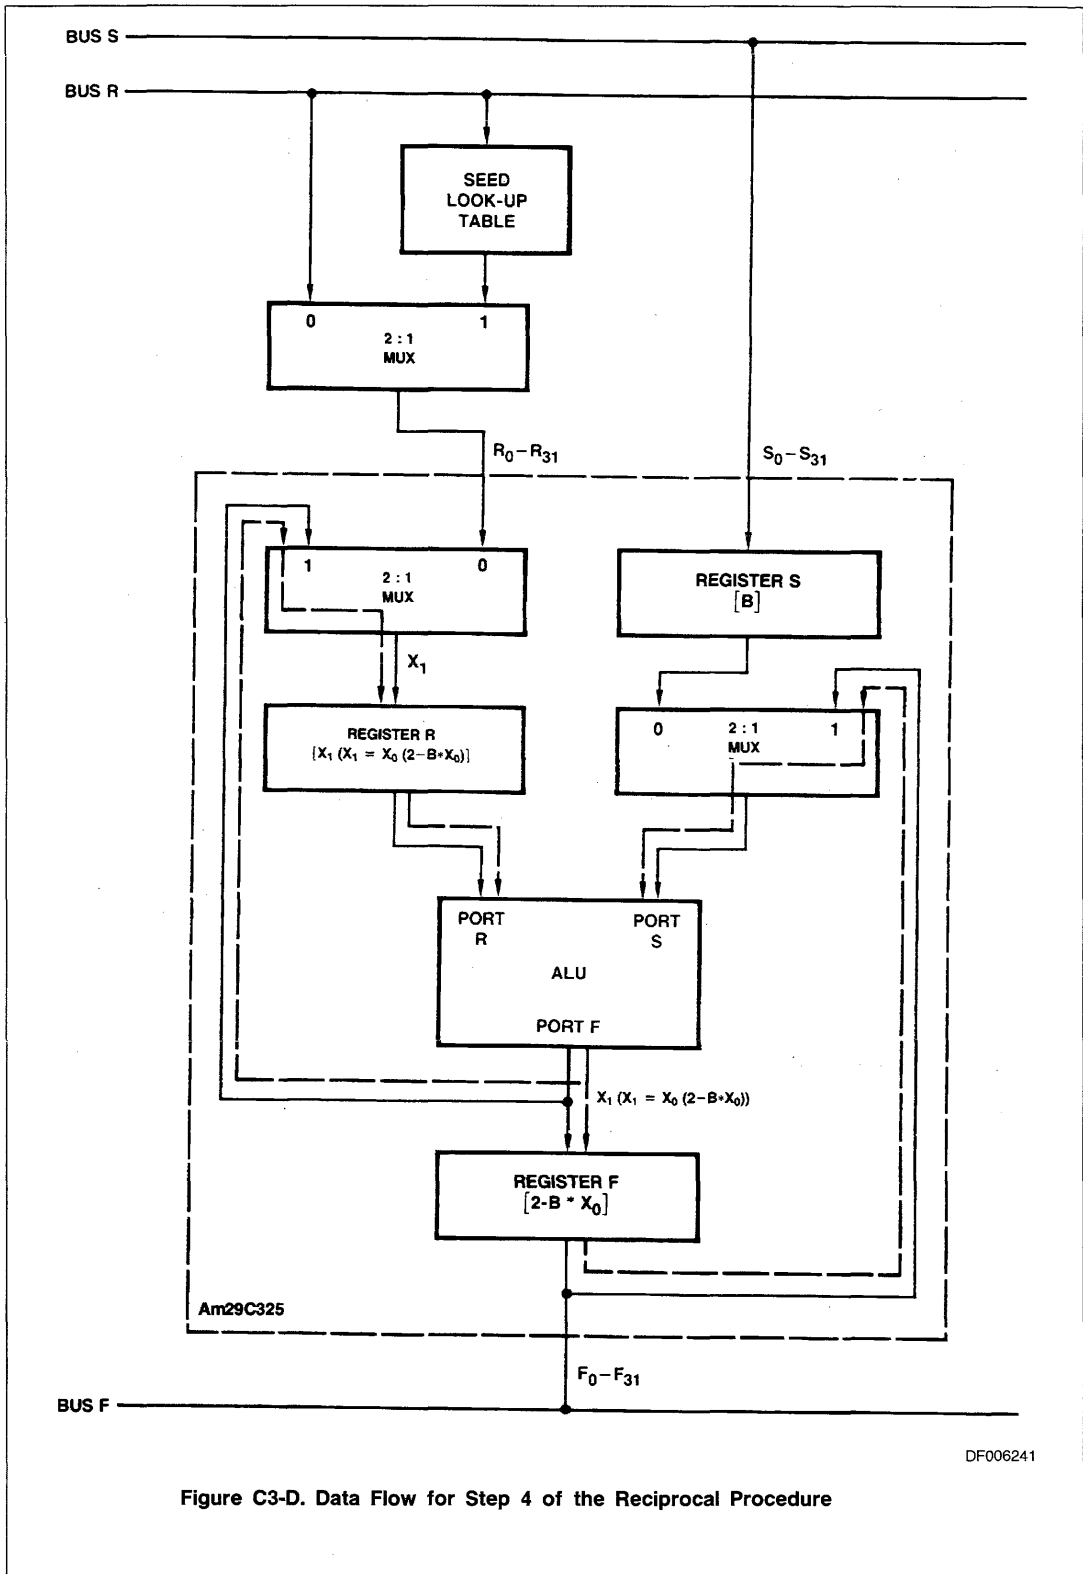 BUS S
BUS R
SEED
LOOK-UP
TABLE
0 1
2 : 1
MUX
R0–R31
S0–S31
1 0
2 : 1
MUX
REGISTER S
[B]
X1
REGISTER R
[X1 (X1 = X0 (2–B*X0)]
0 2 : 1 1
MUX
PORT
R
PORT
S
ALU
PORT F
X1 (X1 = X0 (2–B*X0))
REGISTER F
[2-B * X0]
Am29C325
F0–F31
BUS F
DF006241
Figure C3-D. Data Flow for Step 4 of the Reciprocal Procedure